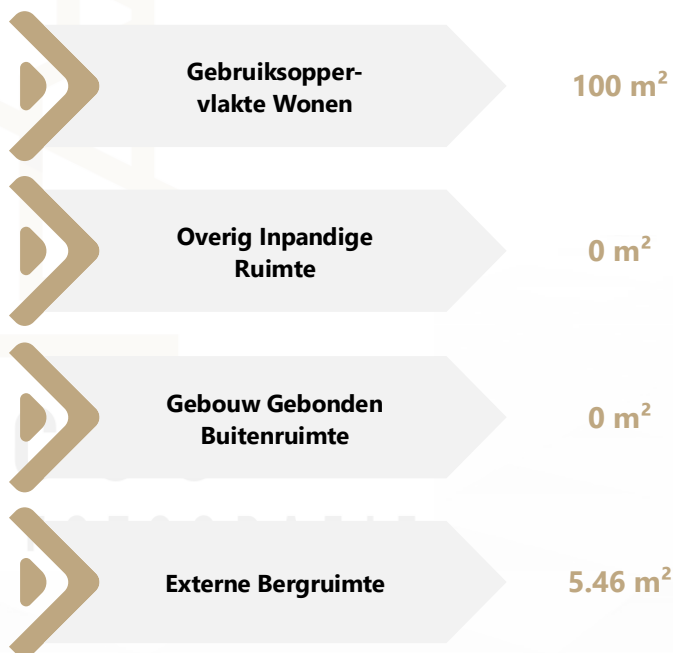 Gebruiksopper-
vlakte Wonen
100 m²
Overig Inpandige
Ruimte
0 m²
Gebouw Gebonden
Buitenruimte
0 m²
Externe Bergruimte
5.46 m²